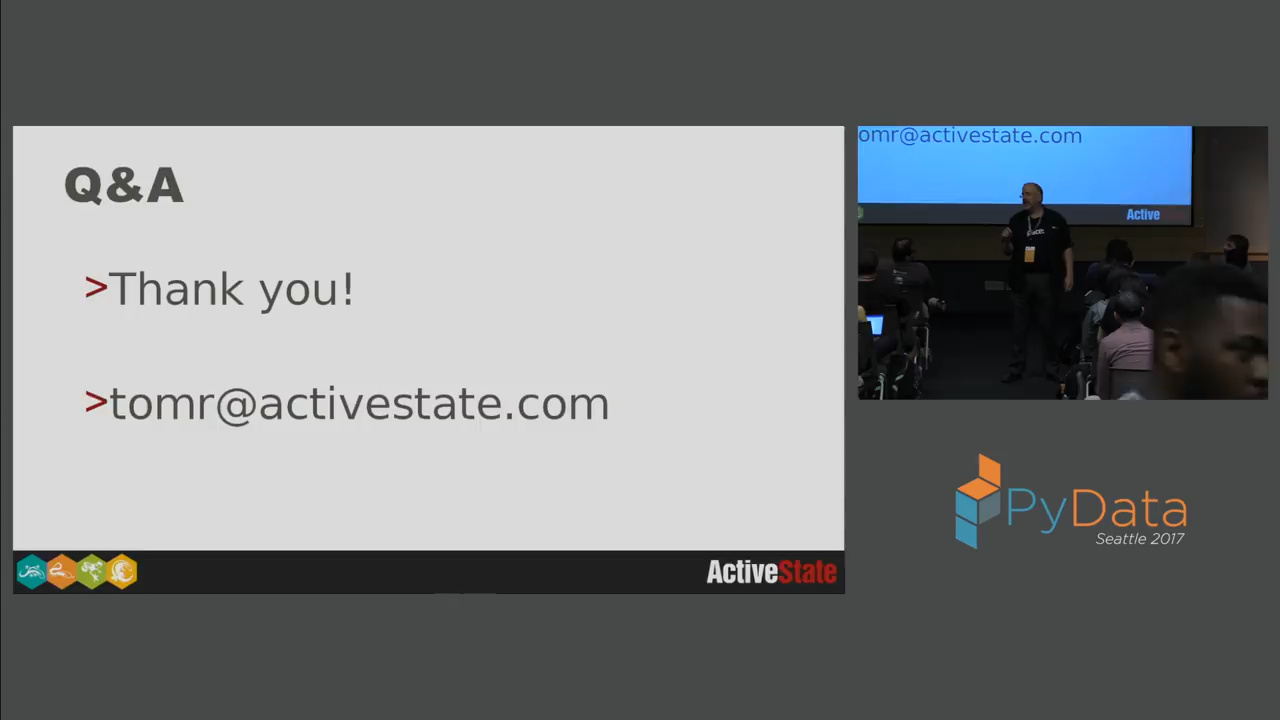 Q&A
>Thank you!
>tomr@activestate.com
ActiveState
omr@activestate.com
Active
PyData
Seattle 2017